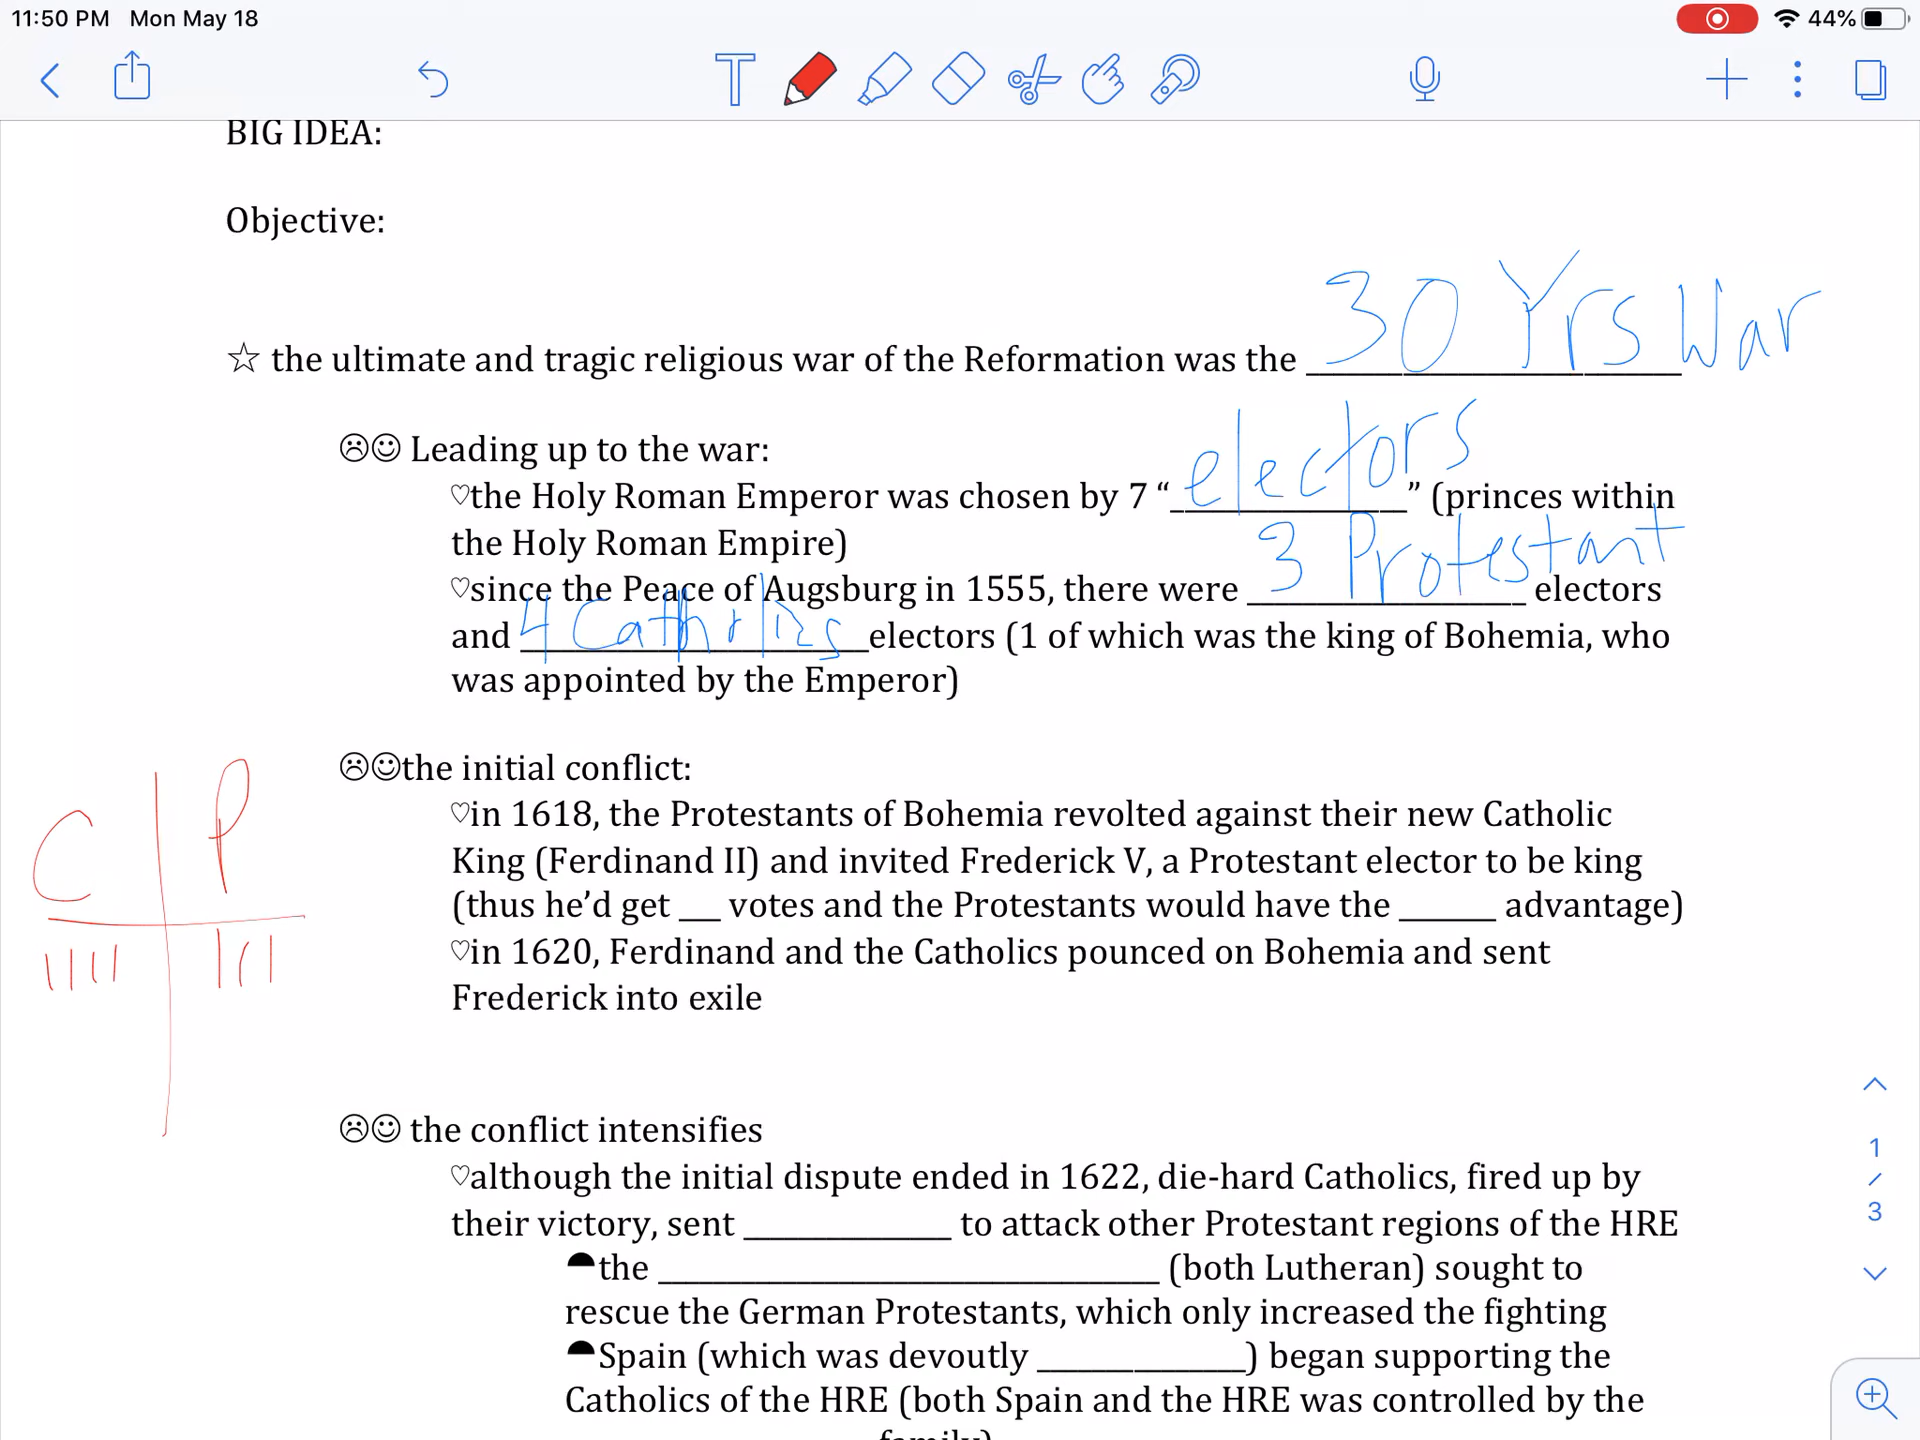 11:50 PM Mon May 18 44%
BIG IDEA:
Objective:
30 Yrs War
☆ the ultimate and tragic religious war of the Reformation was the ____________________
☹☺ Leading up to the war:
♡the Holy Roman Emperor was chosen by 7 “electors” (princes within
the Holy Roman Empire)
♡since the Peace of Augsburg in 1555, there were 3 Protestant electors
and 4 Catholics electors (1 of which was the king of Bohemia, who
was appointed by the Emperor)
☹☺the initial conflict:
♡in 1618, the Protestants of Bohemia revolted against their new Catholic
King (Ferdinand II) and invited Frederick V, a Protestant elector to be king
(thus he’d get ___ votes and the Protestants would have the _______ advantage)
♡in 1620, Ferdinand and the Catholics pounced on Bohemia and sent
Frederick into exile
C P
IIII III
☹☺ the conflict intensifies
♡although the initial dispute ended in 1622, die-hard Catholics, fired up by
their victory, sent _______________ to attack other Protestant regions of the HRE
the ____________________________________ (both Lutheran) sought to
rescue the German Protestants, which only increased the fighting
Spain (which was devoutly _______________) began supporting the
Catholics of the HRE (both Spain and the HRE was controlled by the
family)
1
/
3